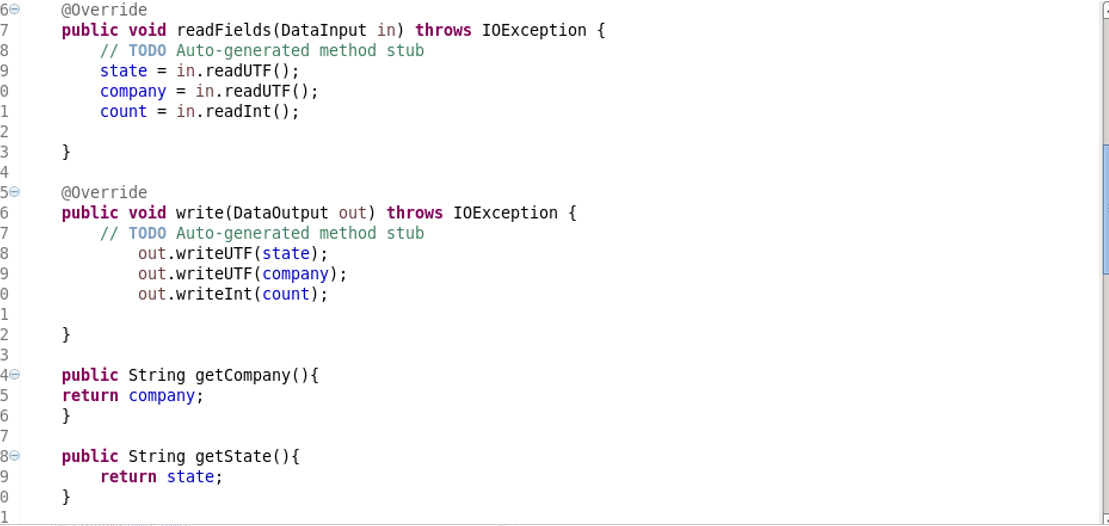 6 @Override
7 public void readFields(DataInput in) throws IOException {
8 // TODO Auto-generated method stub
9 state = in.readUTF();
0 company = in.readUTF();
1 count = in.readInt();
2
3 }
4
5 @Override
6 public void write(DataOutput out) throws IOException {
7 // TODO Auto-generated method stub
8 out.writeUTF(state);
9 out.writeUTF(company);
0 out.writeInt(count);
1
2 }
3
4 public String getCompany(){
5 return company;
6 }
7
8 public String getState(){
9 return state;
0 }
1